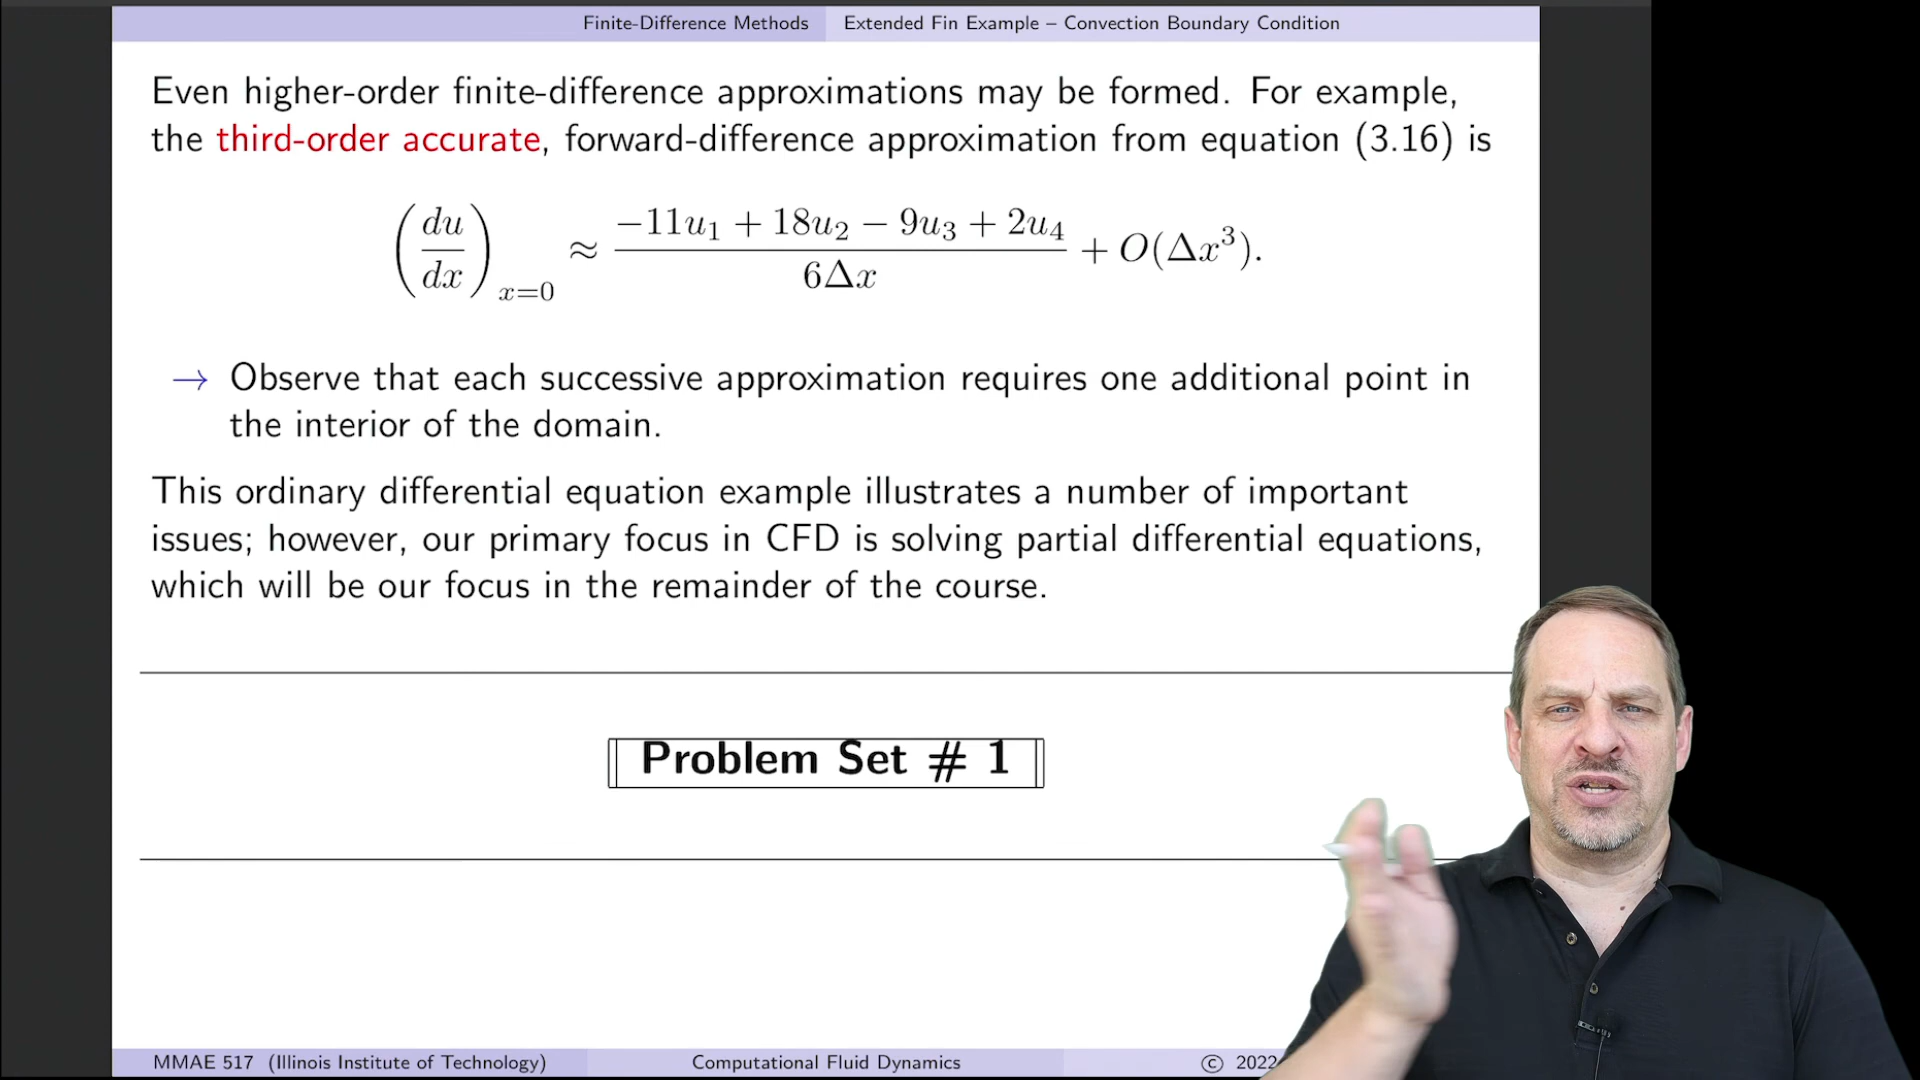 Finite-Difference Methods Extended Fin Example – Convection Boundary Condition
Even higher-order finite-difference approximations may be formed. For example,
the third-order accurate, forward-difference approximation from equation (3.16) is
(du/dx)ₓ₌₀ ≈ (−11u₁ + 18u₂ − 9u₃ + 2u₄)/(6Δx) + O(Δx³).
→ Observe that each successive approximation requires one additional point in
the interior of the domain.
This ordinary differential equation example illustrates a number of important
issues; however, our primary focus in CFD is solving partial differential equations,
which will be our focus in the remainder of the course.
Problem Set # 1
MMAE 517 (Illinois Institute of Technology) Computational Fluid Dynamics © 2022